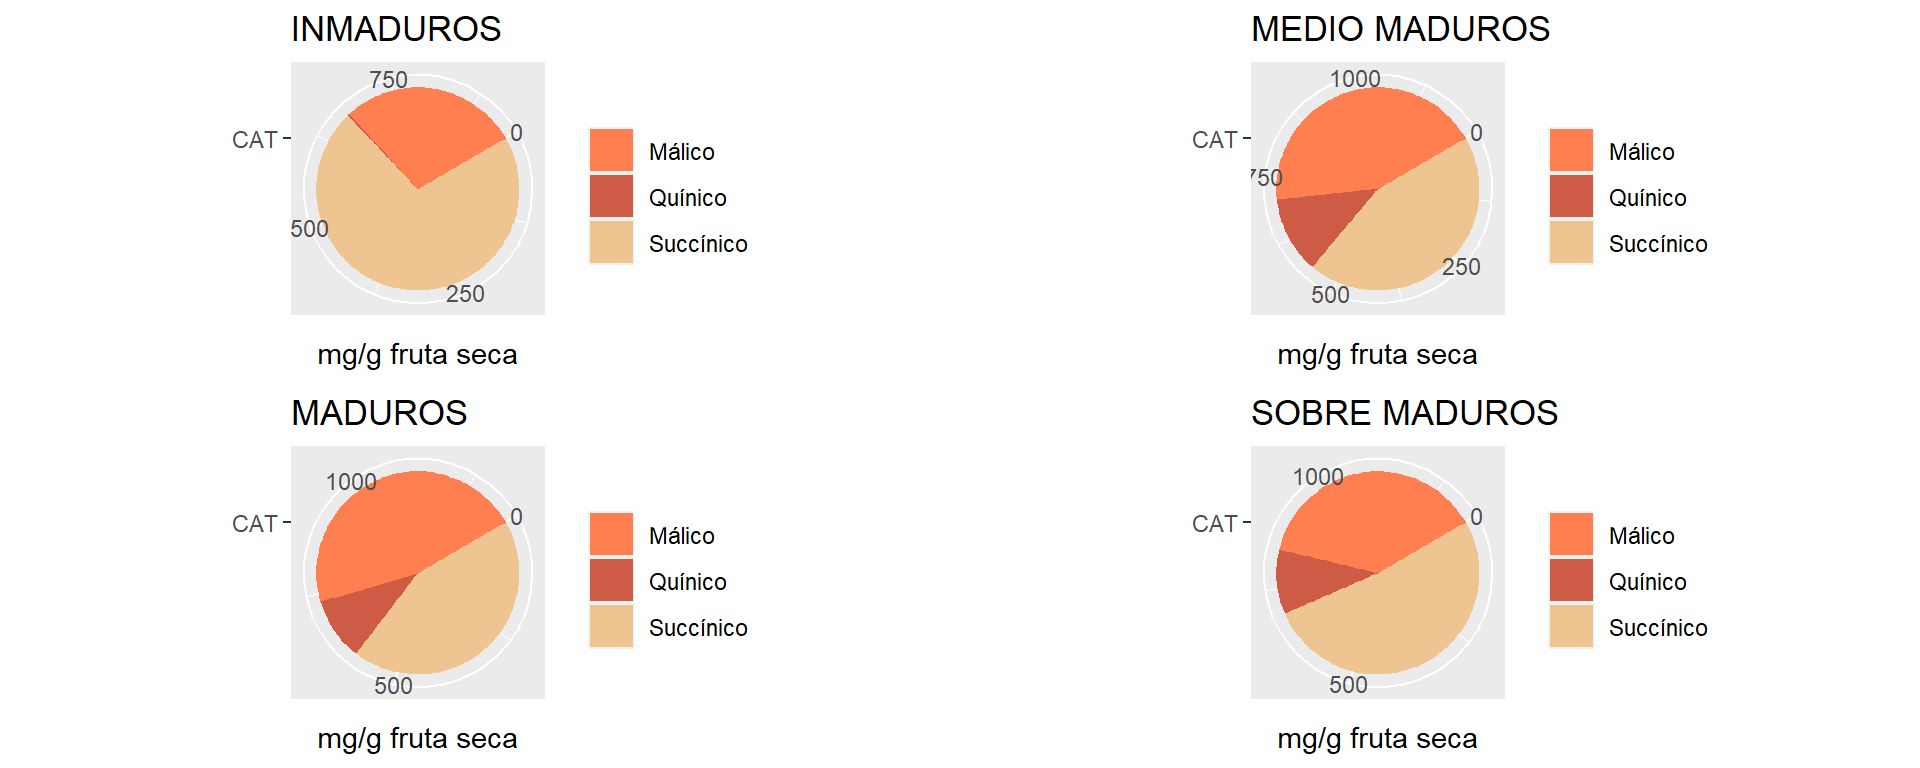 INMADUROS
750
0
CAT
500
250
Málico
Quínico
Succínico
mg/g fruta seca
MEDIO MADUROS
1000
0
CAT
750
250
500
Málico
Quínico
Succínico
mg/g fruta seca
MADUROS
1000
0
CAT
500
Málico
Quínico
Succínico
mg/g fruta seca
SOBRE MADUROS
1000
0
CAT
500
Málico
Quínico
Succínico
mg/g fruta seca